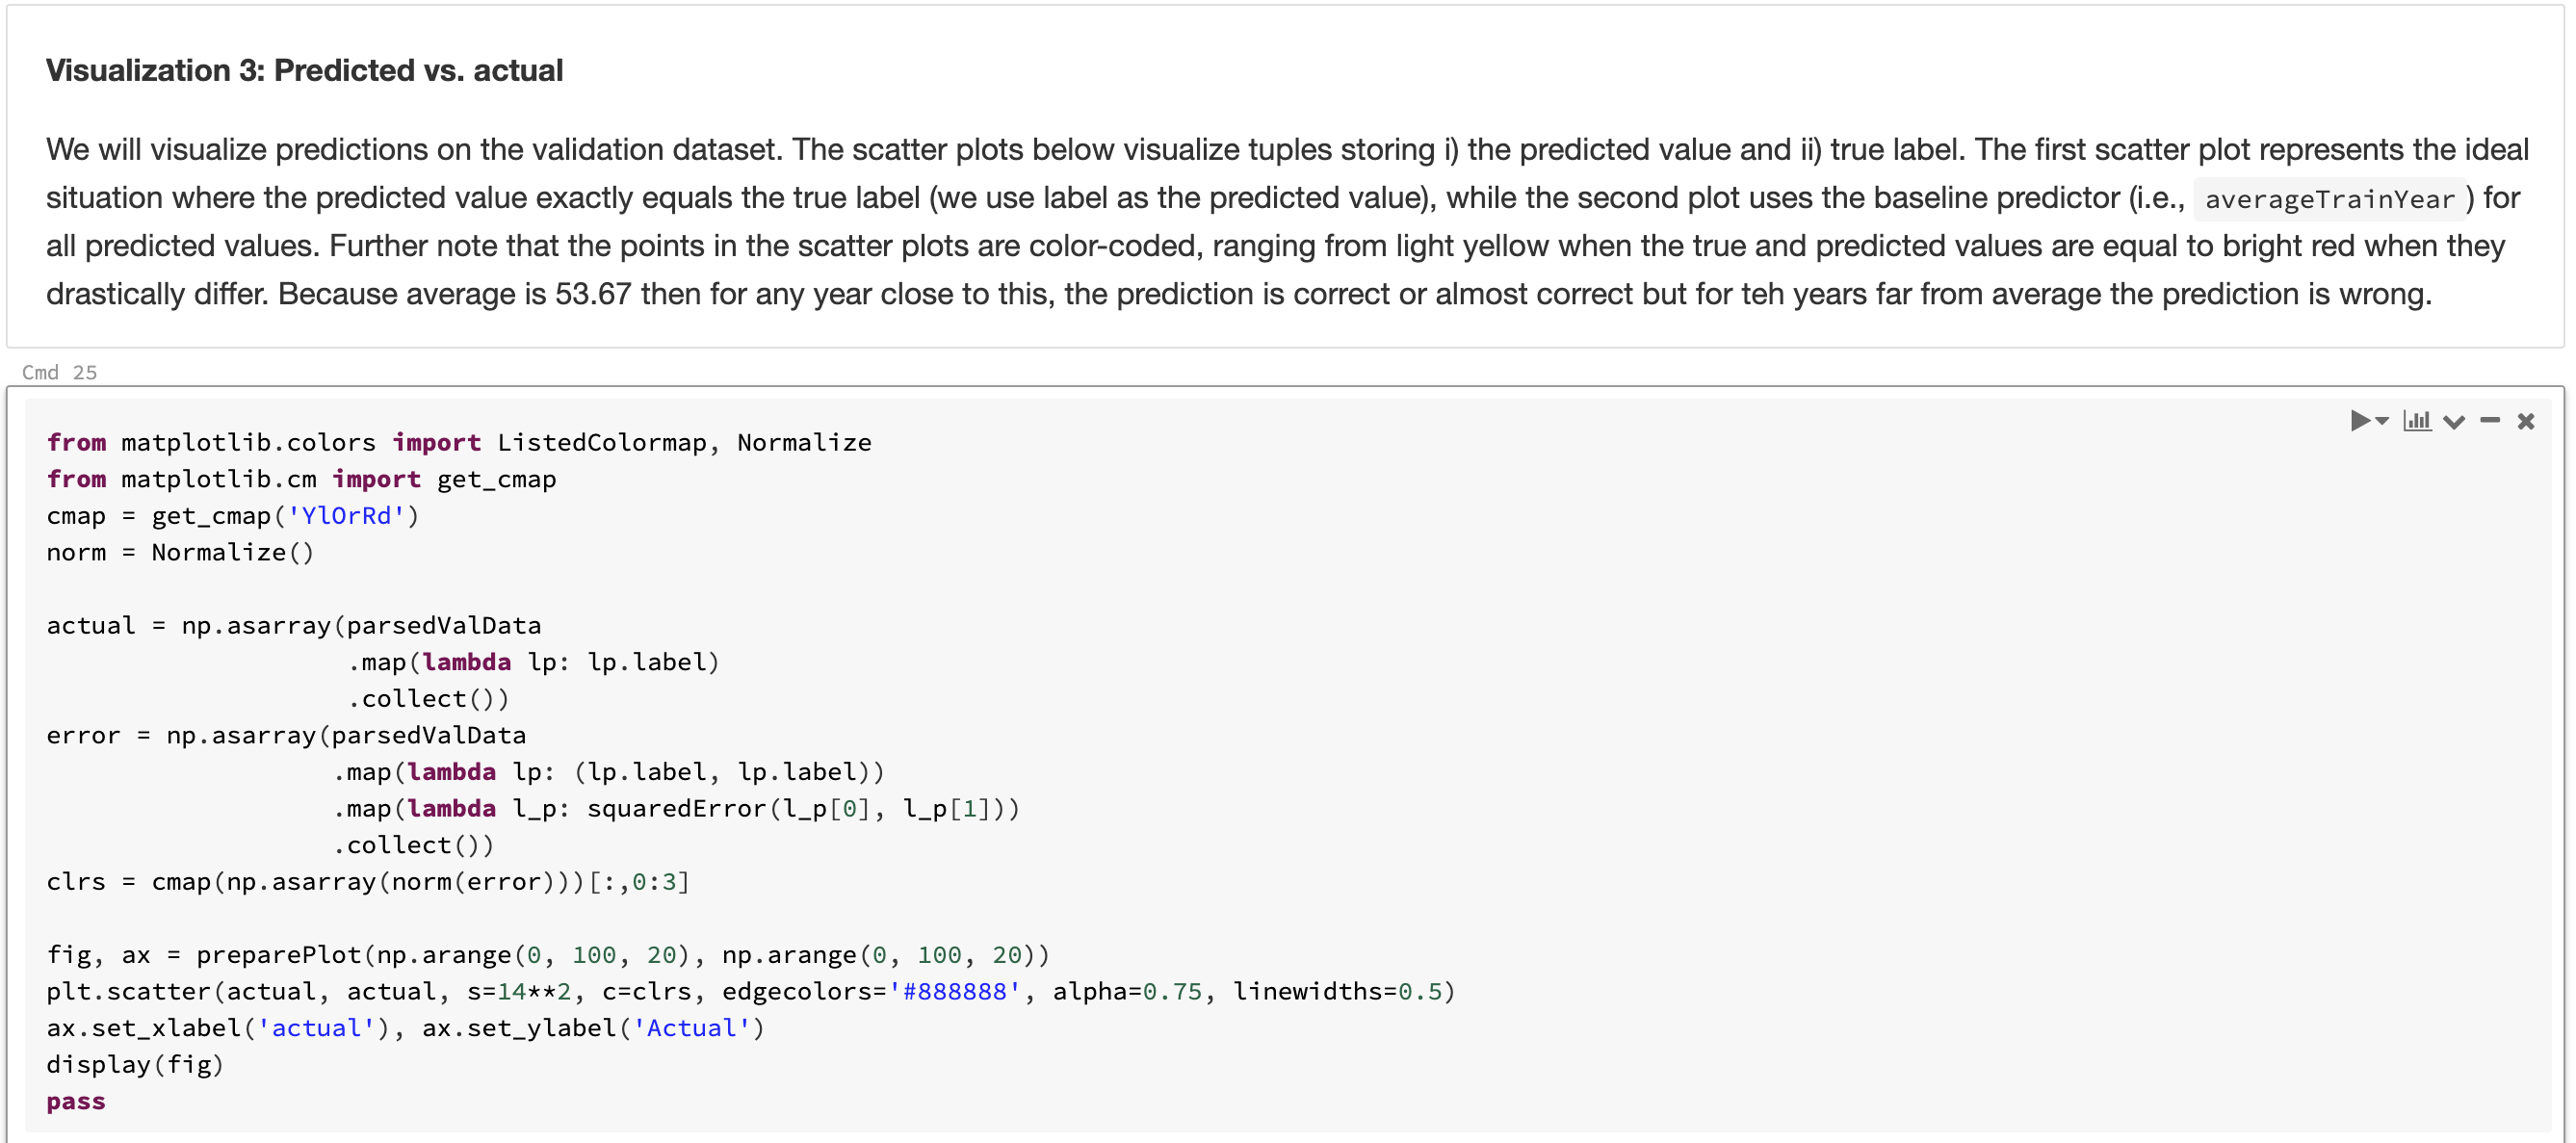 Visualization 3: Predicted vs. actual
We will visualize predictions on the validation dataset. The scatter plots below visualize tuples storing i) the predicted value and ii) true label. The first scatter plot represents the ideal
situation where the predicted value exactly equals the true label (we use label as the predicted value), while the second plot uses the baseline predictor (i.e., averageTrainYear ) for
all predicted values. Further note that the points in the scatter plots are color-coded, ranging from light yellow when the true and predicted values are equal to bright red when they
drastically differ. Because average is 53.67 then for any year close to this, the prediction is correct or almost correct but for teh years far from average the prediction is wrong.
Cmd 25
from matplotlib.colors import ListedColormap, Normalize
from matplotlib.cm import get_cmap
cmap = get_cmap('YlOrRd')
norm = Normalize()
actual = np.asarray(parsedValData
                    .map(lambda lp: lp.label)
                    .collect())
error = np.asarray(parsedValData
                   .map(lambda lp: (lp.label, lp.label))
                   .map(lambda l_p: squaredError(l_p[0], l_p[1]))
                   .collect())
clrs = cmap(np.asarray(norm(error)))[:,0:3]
fig, ax = preparePlot(np.arange(0, 100, 20), np.arange(0, 100, 20))
plt.scatter(actual, actual, s=14**2, c=clrs, edgecolors='#888888', alpha=0.75, linewidths=0.5)
ax.set_xlabel('actual'), ax.set_ylabel('Actual')
display(fig)
pass